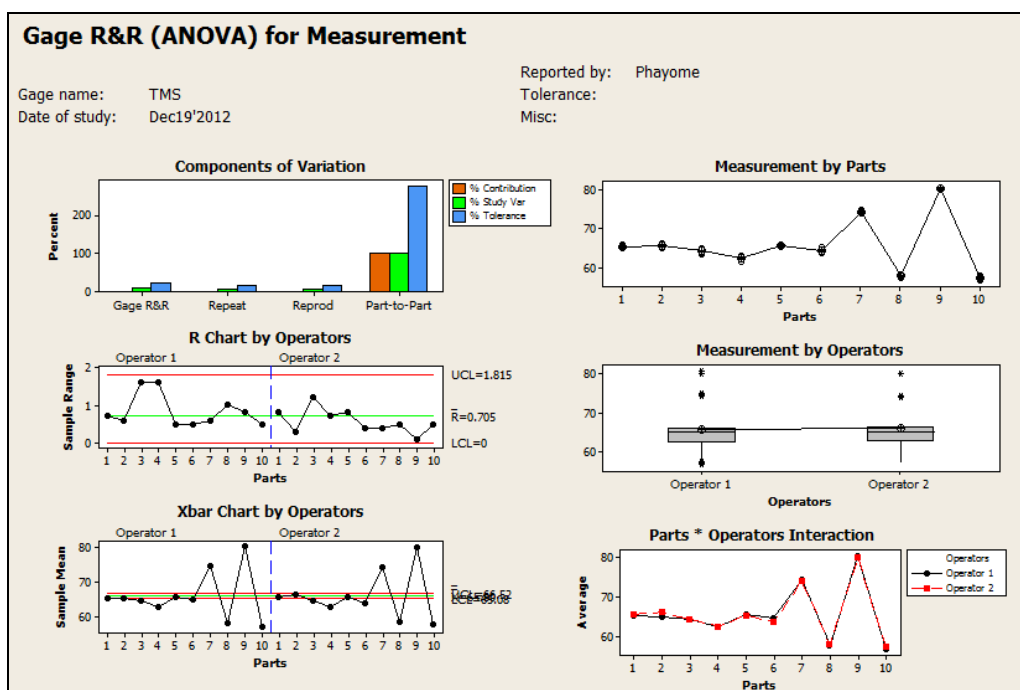 Gage R&R (ANOVA) for Measurement
Reported by: Phayome
Gage name: TMS
Tolerance:
Date of study: Dec19'2012
Misc:
Components of Variation
Percent
200
100
0
Gage R&R Repeat Reprod Part-to-Part
% Contribution
% Study Var
% Tolerance
R Chart by Operators
Operator 1 Operator 2
Sample Range
2
1
0
UCL=1.815
R̄=0.705
LCL=0
1 2 3 4 5 6 7 8 9 10 1 2 3 4 5 6 7 8 9 10
Parts
Xbar Chart by Operators
Operator 1 Operator 2
Sample Mean
80
70
60
UCL=66.52
1 2 3 4 5 6 7 8 9 10 1 2 3 4 5 6 7 8 9 10
Parts
Measurement by Parts
80
70
60
1 2 3 4 5 6 7 8 9 10
Parts
Measurement by Operators
80
70
60
Operator 1 Operator 2
Operators
Parts * Operators Interaction
Average
80
70
60
1 2 3 4 5 6 7 8 9 10
Parts
Operators
Operator 1
Operator 2